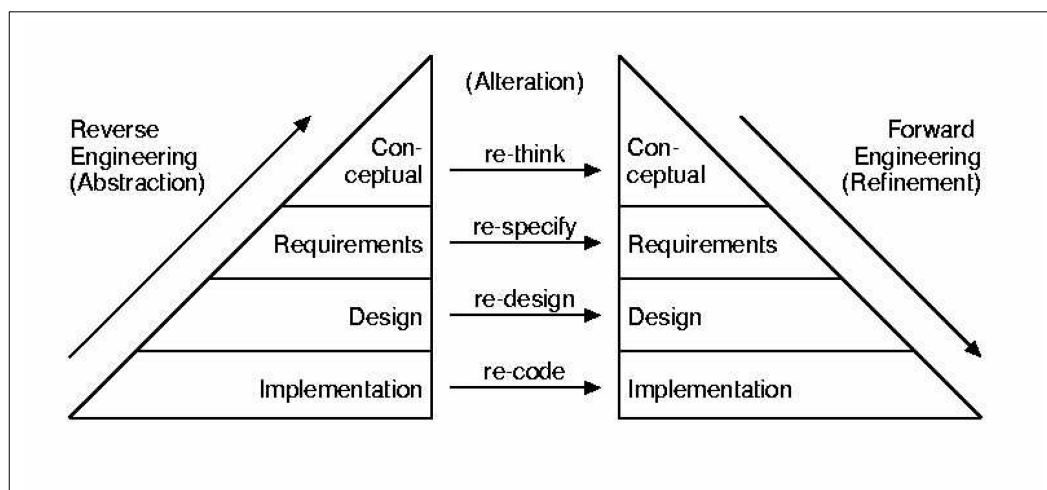 (Alteration)
Reverse
Engineering
(Abstraction)
Forward
Engineering
(Refinement)
Con-
ceptual
re-think
Con-
ceptual
Requirements
re-specify
Requirements
Design
re-design
Design
Implementation
re-code
Implementation